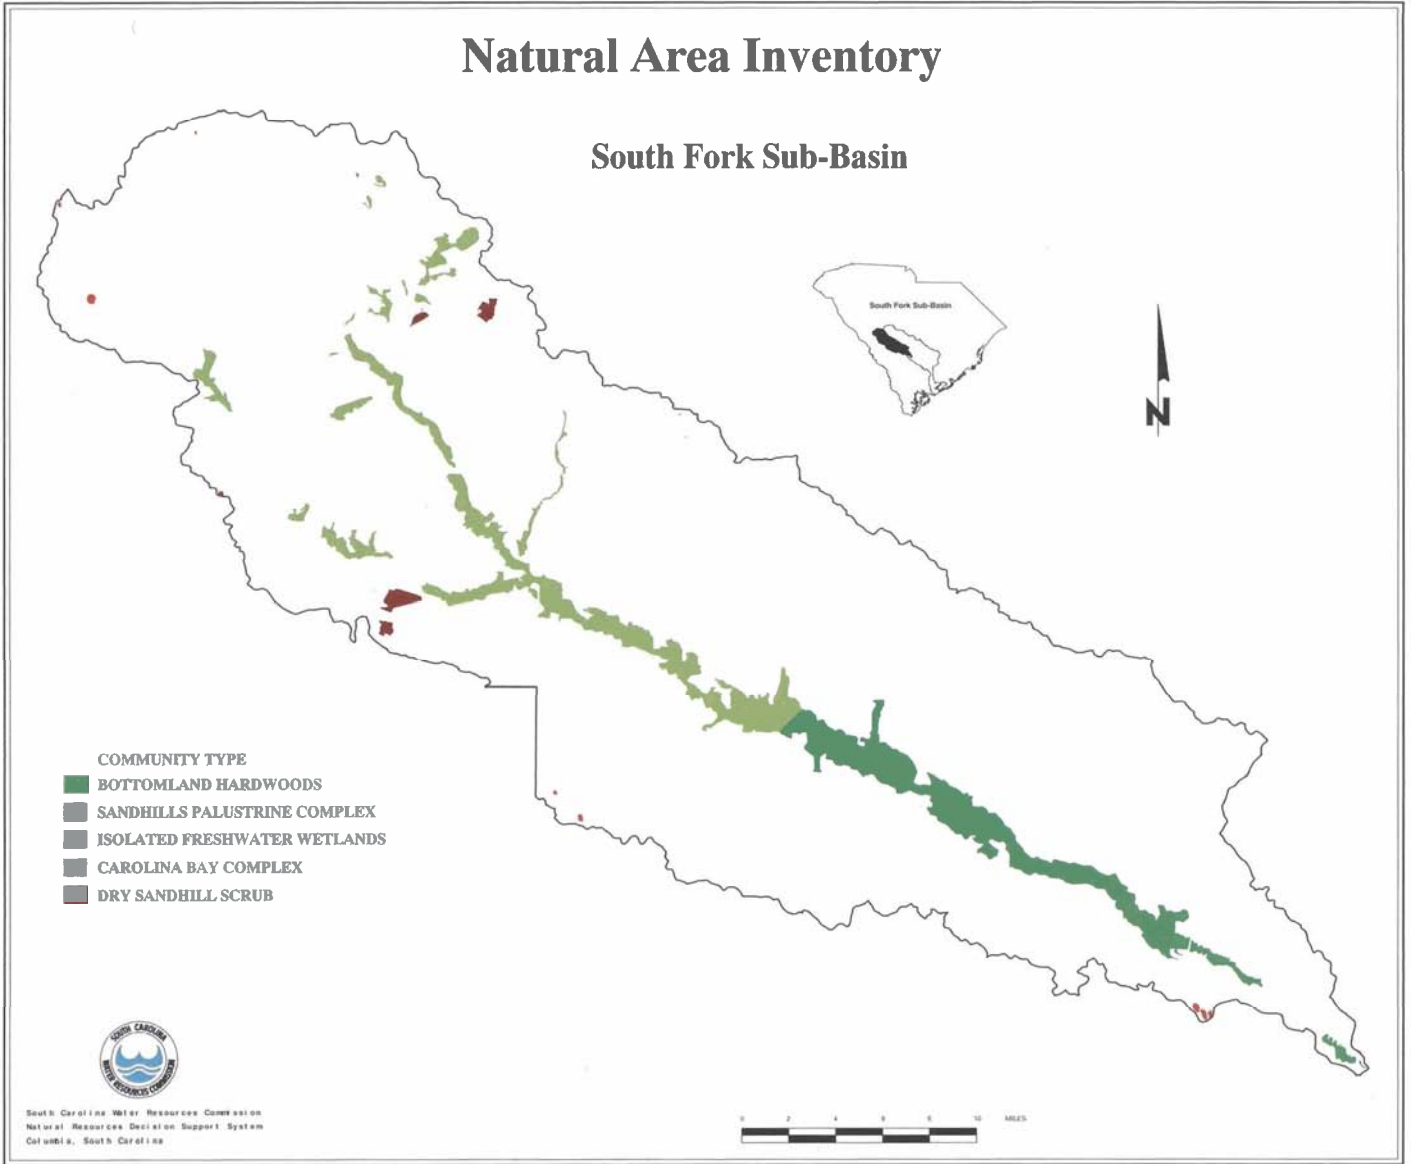 Natural Area Inventory
South Fork Sub-Basin
South Fork Sub-Basin
N
COMMUNITY TYPE
BOTTOMLAND HARDWOODS
SANDHILLS PALUSTRINE COMPLEX
ISOLATED FRESHWATER WETLANDS
CAROLINA BAY COMPLEX
DRY SANDHILL SCRUB
SOUTH CAROLINA
WATER RESOURCES COMMISSION
South Carolina Water Resources Commission
Natural Resources Decision Support System
Columbia, South Carolina
0 2 4 8 6 10 MILES